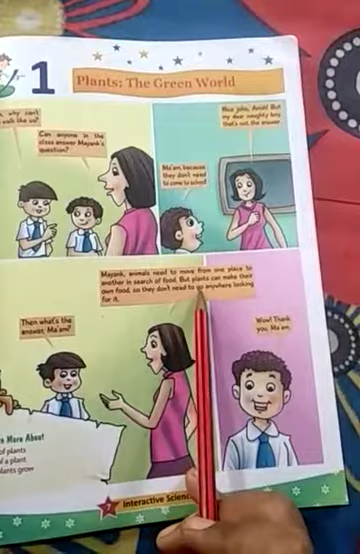 1
Plants: The Green World
why can't
walk like us?
Can anyone in the
class answer Mayank's
question?
Ma'am, because
they don't need
to come to school!
Nice joke, Anish! But
my dear naughty boy
that's not the answer.
Mayank, animals need to move from one place to
another in search of food. But plants can make their
own food, so they don't need to go anywhere looking
for it.
Then what's the
answer, Ma'am?
Wow! Thank
you, Ma'am.
More About
of plants
a plant
plants grow
7
Interactive